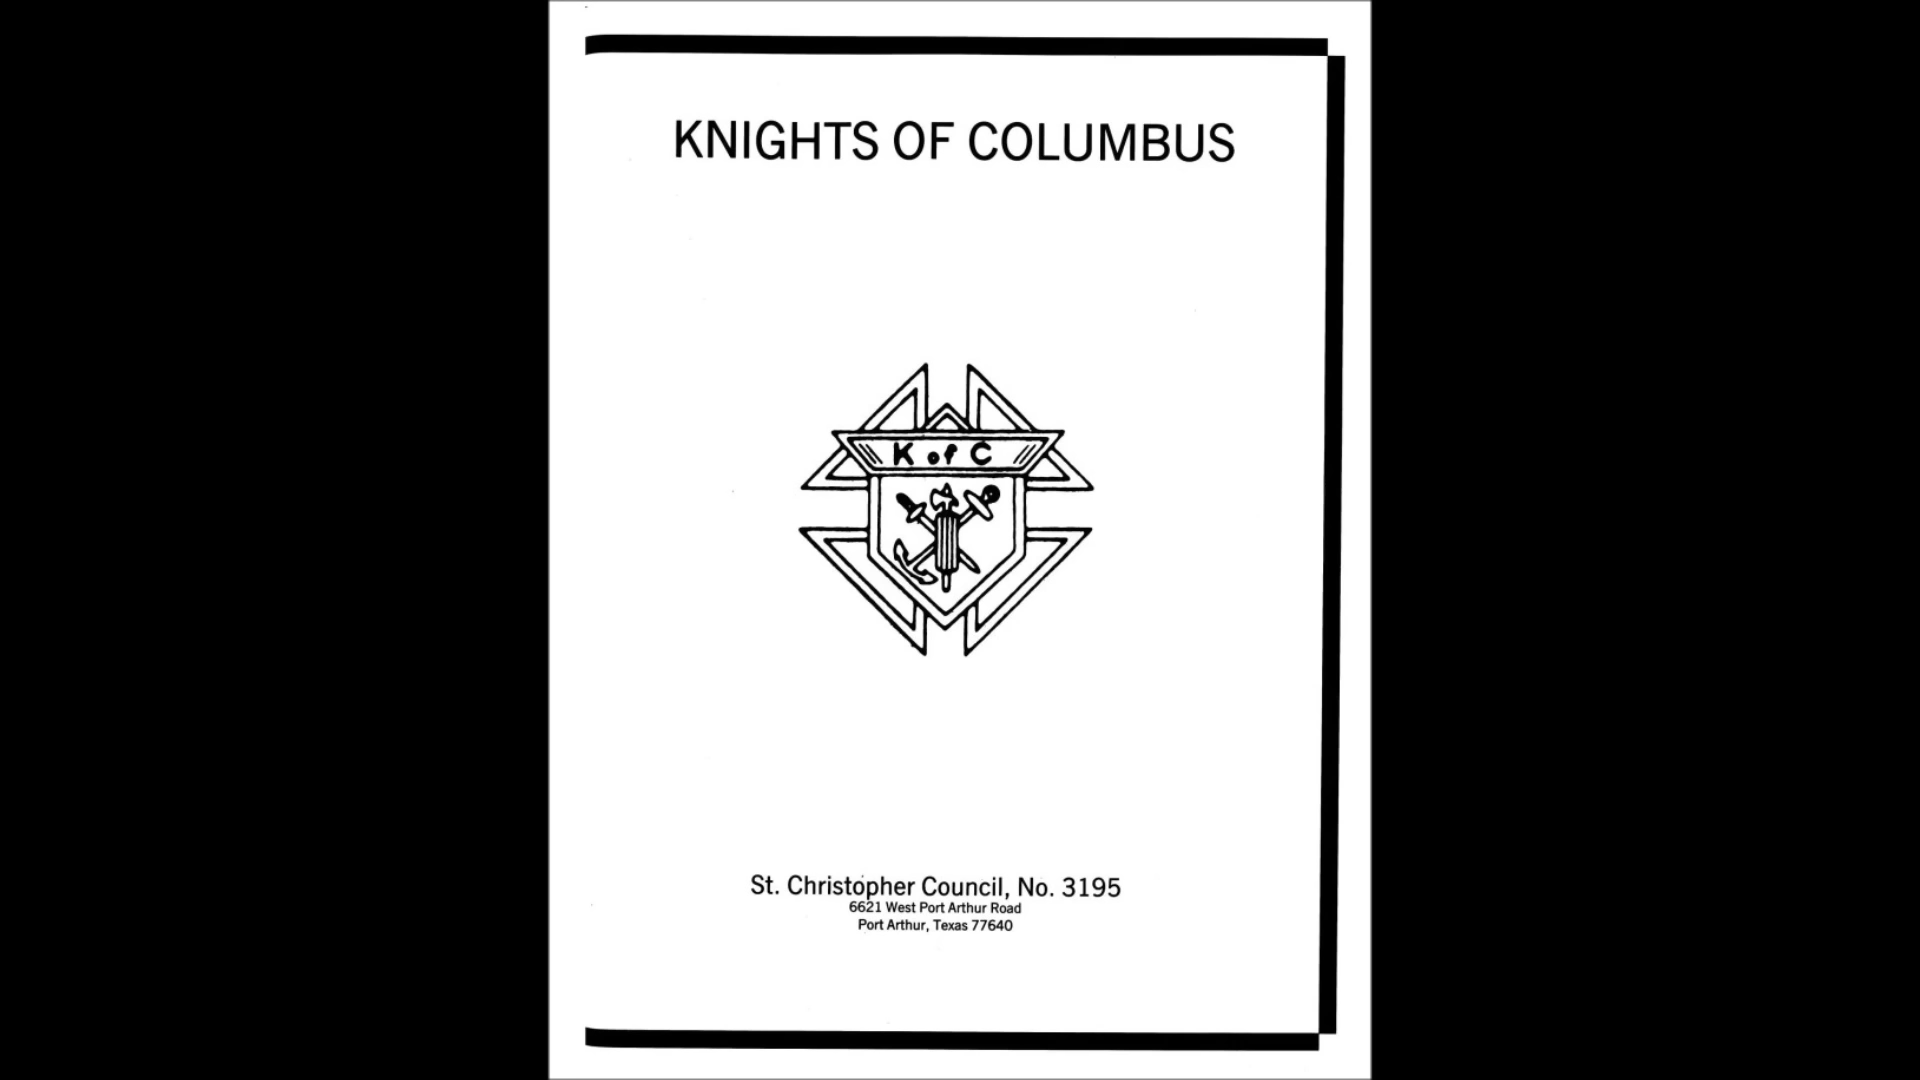 KNIGHTS OF COLUMBUS
K of C
St. Christopher Council, No. 3195
6621 West Port Arthur Road
Port Arthur, Texas 77640